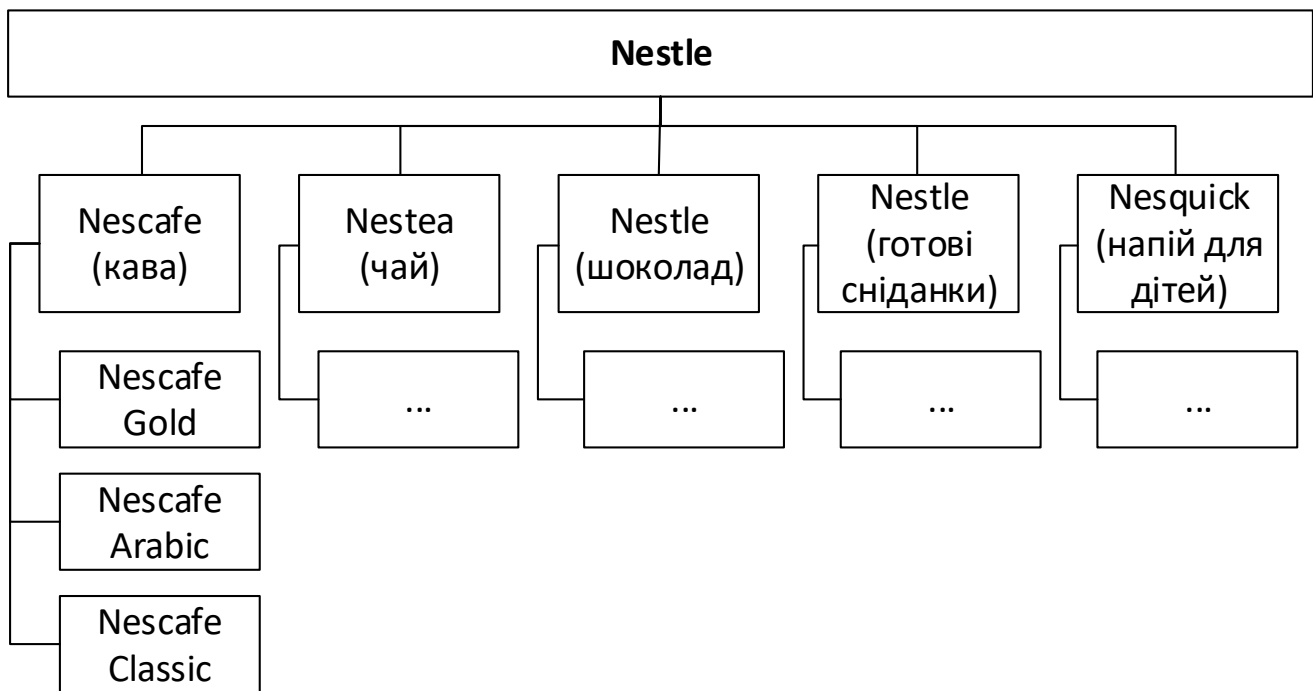 Nestle
Nescafe
(кава)
Nestea
(чай)
Nestle
(шоколад)
Nestle
(готові
сніданки)
Nesquick
(напій для
дітей)
Nescafe
Gold
...
...
...
...
Nescafe
Arabic
Nescafe
Classic